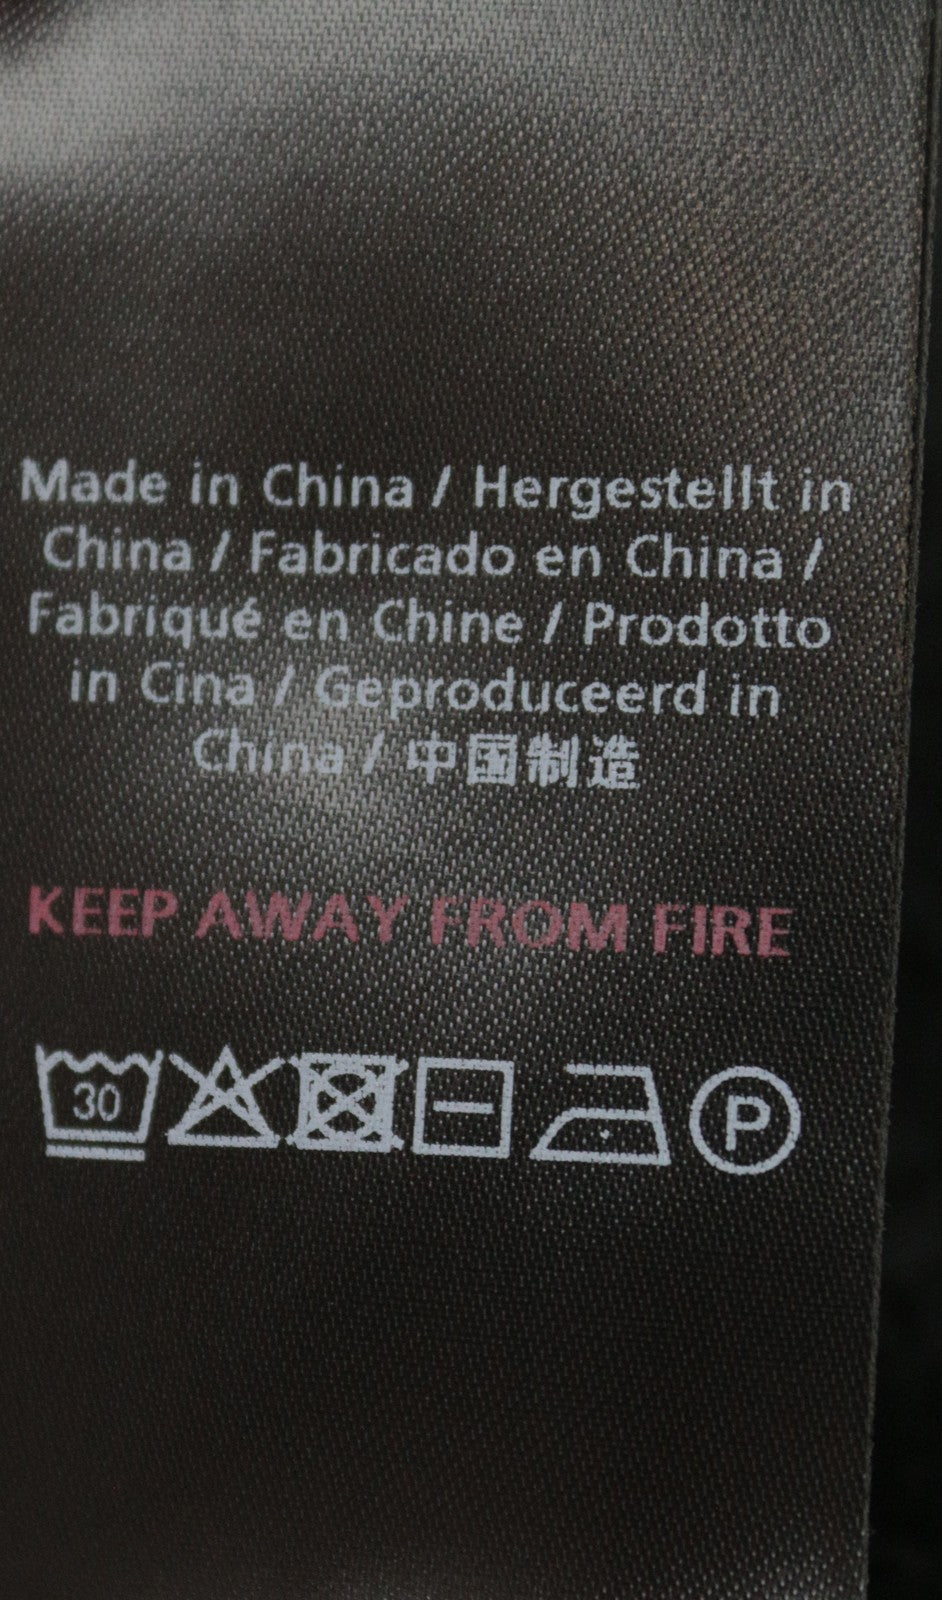 Made in China / Hergestellt in
China / Fabricado en China /
Fabriqué en Chine / Prodotto
in Cina / Geproduceerd in
China / 中国制造
KEEP AWAY FROM FIRE
30 P